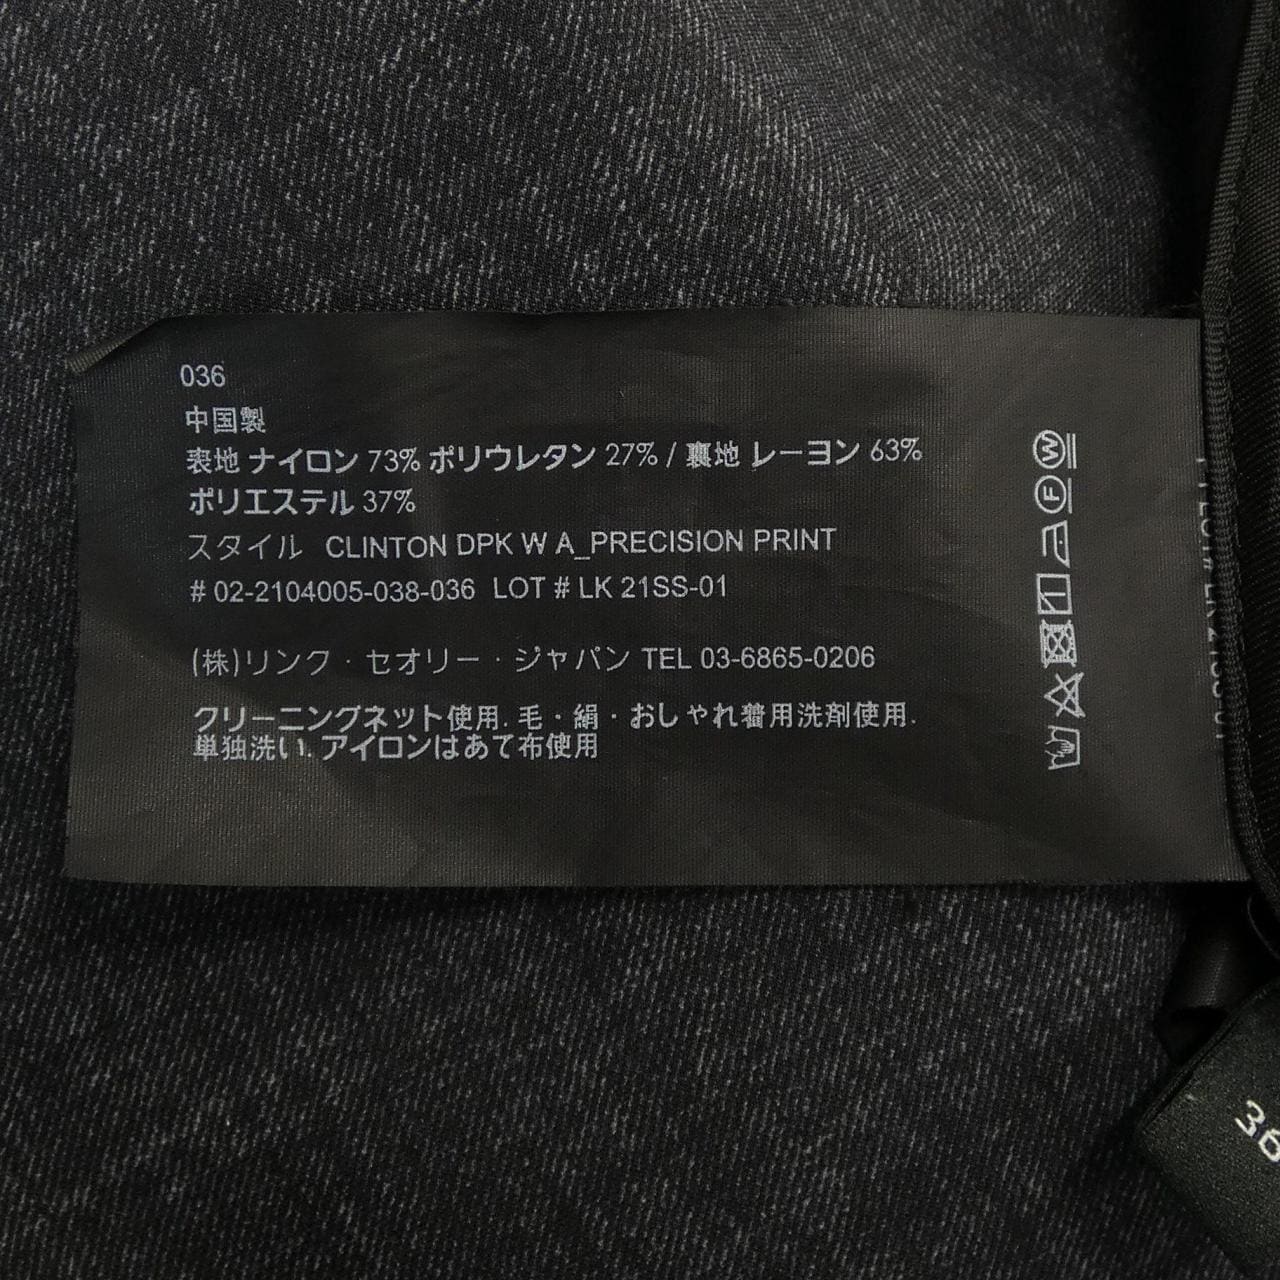 036
中国製
表地 ナイロン 73% ポリウレタン 27% / 裏地 レーヨン 63%
ポリエステル 37%
スタイル CLINTON DPK W A_PRECISION PRINT
# 02-2104005-038-036 LOT # LK 21SS-01
(株)リンク・セオリー・ジャパン TEL 03-6865-0206
クリーニングネット使用. 毛・絹・おしゃれ着用洗剤使用.
単独洗い. アイロンはあて布使用
W
F
36